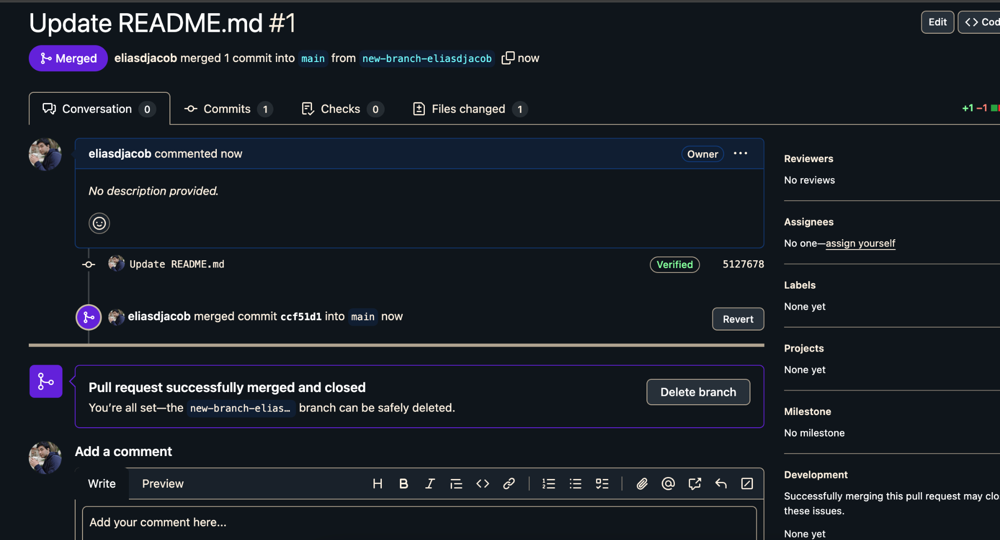 Update README.md #1
Edit
Merged eliasdjacob merged 1 commit into main from new-branch-eliasdjacob now
Conversation 0 Commits 1 Checks 0 Files changed 1
+1 −1
eliasdjacob commented now Owner
No description provided.
Update README.md Verified 5127678
eliasdjacob merged commit ccf51d1 into main now Revert
Pull request successfully merged and closed
You're all set—the new-branch-elias… branch can be safely deleted.
Delete branch
Add a comment
Write Preview
Add your comment here...
Reviewers
No reviews
Assignees
No one—assign yourself
Labels
None yet
Projects
None yet
Milestone
No milestone
Development
Successfully merging this pull request may
these issues.
None yet